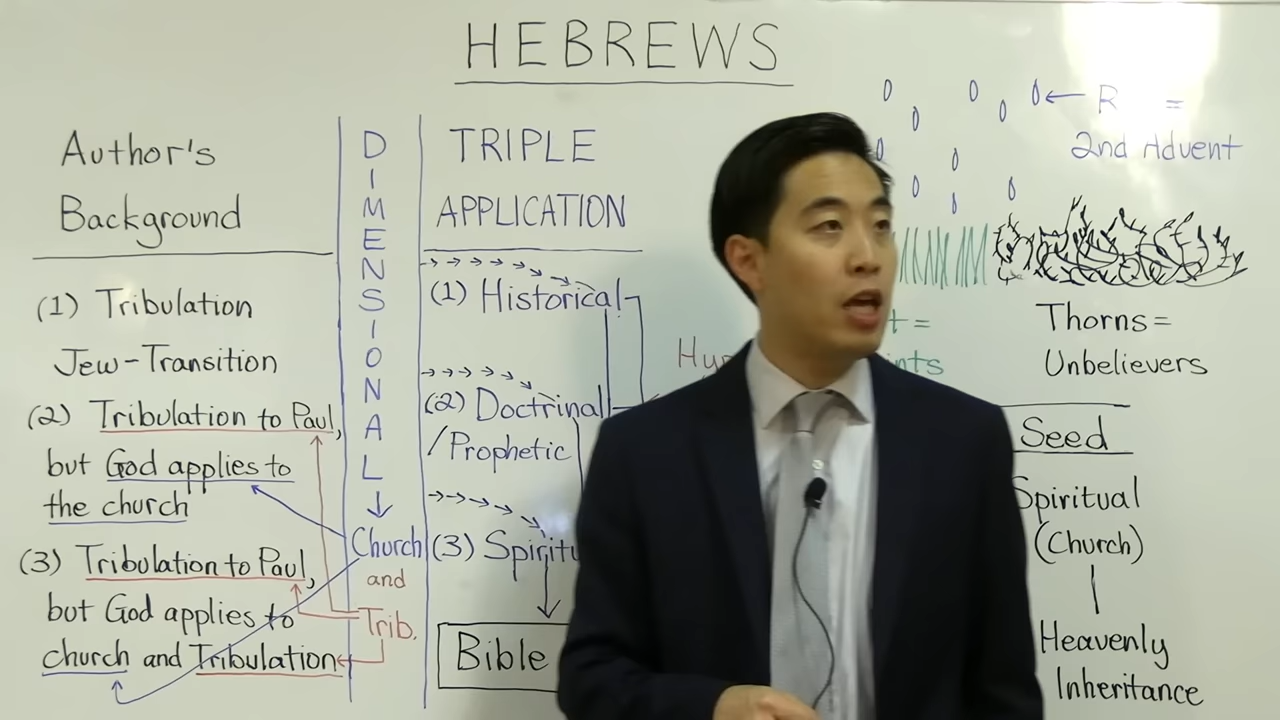 HEBREWS
Author's
Background
(1) Tribulation
Jew-Transition
(2) Tribulation to Paul,
but God applies to
the church
(3) Tribulation to Paul,
but God applies to
church and Tribulation
DIMENSIONAL
Church
and
Trib.
TRIPLE
APPLICATION
(1) Historical
(2) Doctrinal
/Prophetic
(3)
Bible
R =
2nd Advent
Thorns =
Unbelievers
Seed
Spiritual
(Church)
Heavenly
Inheritance